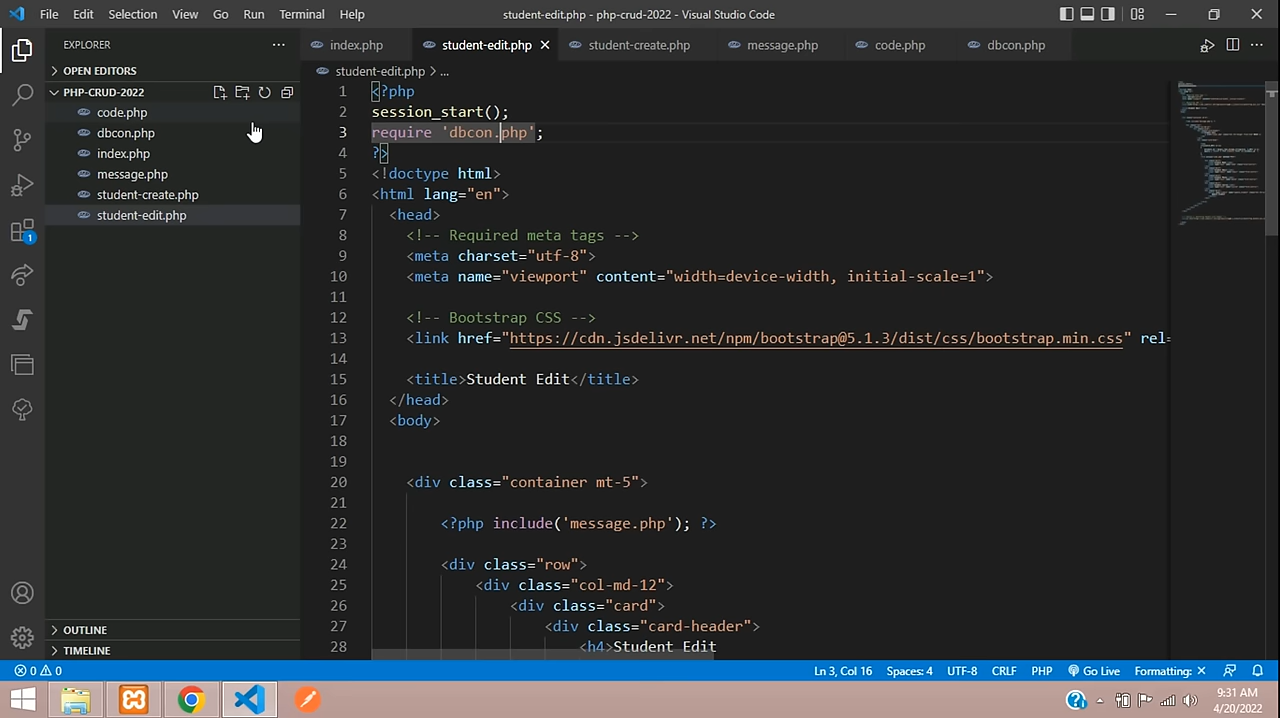 File Edit Selection View Go Run Terminal Help student-edit.php - php-crud-2022 - Visual Studio Code
EXPLORER
index.php student-edit.php student-create.php message.php code.php dbcon.php
OPEN EDITORS
student-edit.php > ...
PHP-CRUD-2022
code.php
dbcon.php
index.php
message.php
student-create.php
student-edit.php
1 <?php
2 session_start();
3 require 'dbcon.php';
4 ?>
5 <!doctype html>
6 <html lang="en">
7 <head>
8 <!-- Required meta tags -->
9 <meta charset="utf-8">
10 <meta name="viewport" content="width=device-width, initial-scale=1">
11
12 <!-- Bootstrap CSS -->
13 <link href="https://cdn.jsdelivr.net/npm/bootstrap@5.1.3/dist/css/bootstrap.min.css" rel=
14
15 <title>Student Edit</title>
16 </head>
17 <body>
18
19
20 <div class="container mt-5">
21
22 <?php include('message.php'); ?>
23
24 <div class="row">
25 <div class="col-md-12">
26 <div class="card">
27 <div class="card-header">
28 <h4>Student Edit
1
OUTLINE
TIMELINE
0 0 Ln 3, Col 16 Spaces: 4 UTF-8 CRLF PHP Go Live Formatting: ×
9:31 AM
4/20/2022